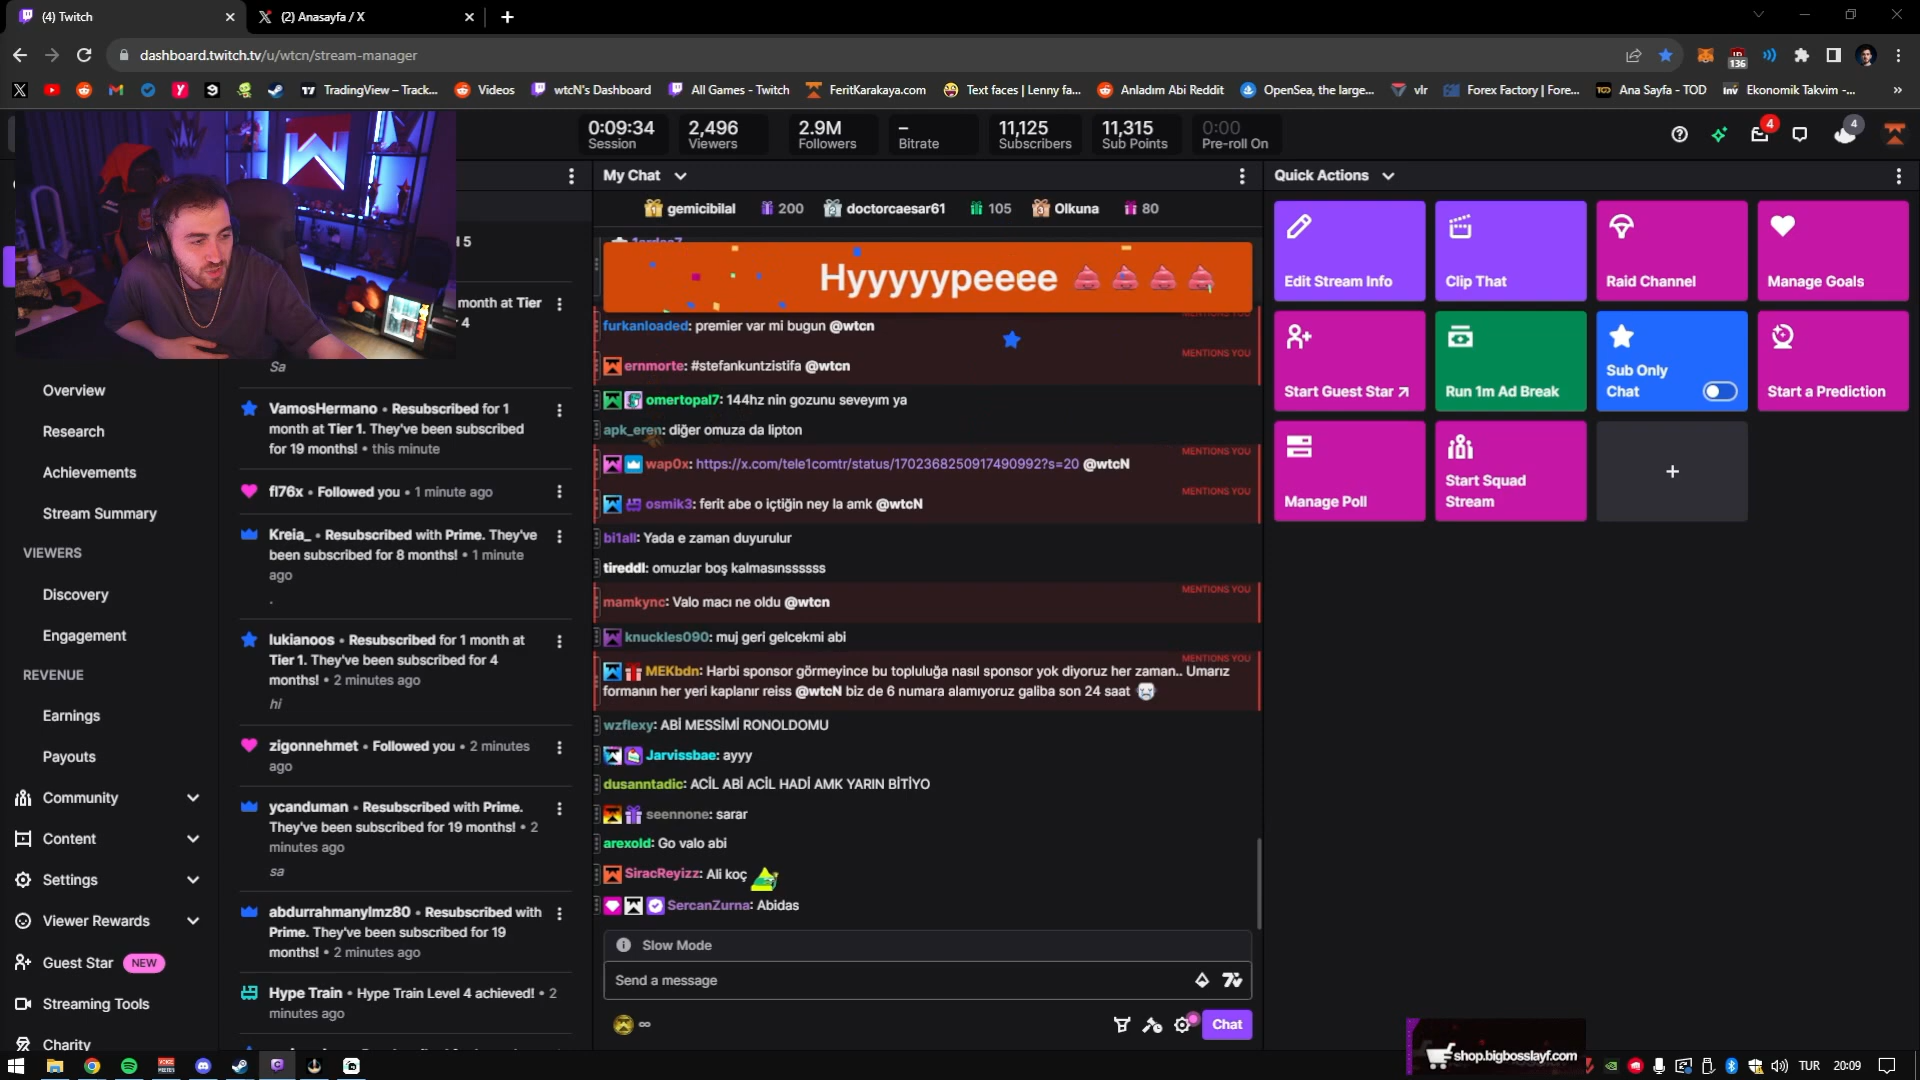 (4) Twitch
(2) Anasayfa / X
dashboard.twitch.tv/u/wtcn/stream-manager
136
TradingView – Track...
Videos
wtcN's Dashboard
All Games - Twitch
FeritKarakaya.com
Text faces | Lenny fa...
Anladım Abi Reddit
OpenSea, the large...
vlr
Forex Factory | Fore...
Ana Sayfa - TOD
Ekonomik Takvim -...
0:09:34
Session
2,496
Viewers
2.9M
Followers
–
Bitrate
11,125
Subscribers
11,315
Sub Points
0:00
Pre-roll On
4
4
My Chat
Quick Actions
gemicibilal
200
doctorcaesar61
105
Olkuna
80
Overview
Research
Achievements
Stream Summary
VIEWERS
Discovery
Engagement
REVENUE
Earnings
Payouts
Community
Content
Settings
Viewer Rewards
Guest Star NEW
Streaming Tools
Charity
l 5
month at Tier
4
Sa
VamosHermano • Resubscribed for 1
month at Tier 1. They've been subscribed
for 19 months! • this minute
fl76x • Followed you • 1 minute ago
Kreia_ • Resubscribed with Prime. They've
been subscribed for 8 months! • 1 minute
ago
.
lukianoos • Resubscribed for 1 month at
Tier 1. They've been subscribed for 4
months! • 2 minutes ago
hi
zigonnehmet • Followed you • 2 minutes
ago
ycanduman • Resubscribed with Prime.
They've been subscribed for 19 months! • 2
minutes ago
sa
abdurrahmanylmz80 • Resubscribed with
Prime. They've been subscribed for 19
months! • 2 minutes ago
Hype Train • Hype Train Level 4 achieved! • 2
minutes ago
Hyyyyypeeee
furkanloaded: premier var mi bugun @wtcn
MENTIONS YOU
ernmorte: #stefankuntzistifa @wtcn
omertopal7: 144hz nin gozunu seveyım ya
apk_eren: diğer omuza da lipton
MENTIONS YOU
wap0x: https://x.com/tele1comtr/status/1702368250917490992?s=20 @wtcN
MENTIONS YOU
osmik3: ferit abe o içtiğin ney la amk @wtcN
bi1all: Yada e zaman duyurulur
tireddl: omuzlar boş kalmasınssssss
MENTIONS YOU
mamkync: Valo macı ne oldu @wtcn
knuckles090: muj geri gelcekmi abi
MENTIONS YOU
MEKbdn: Harbi sponsor görmeyince bu topluluğa nasıl sponsor yok diyoruz her zaman.. Umarız
formanın her yeri kaplanır reiss @wtcN biz de 6 numara alamıyoruz galiba son 24 saat
wzflexy: ABİ MESSİMİ RONOLDOMU
Jarvissbae: ayyy
dusanntadic: ACİL ABİ ACİL HADİ AMK YARIN BİTİYO
seennone: sarar
arexold: Go valo abi
SiracReyizz: Ali koç
SercanZurna: Abidas
Slow Mode
Send a message
∞
Chat
Edit Stream Info
Clip That
Raid Channel
Manage Goals
Start Guest Star
Run 1m Ad Break
Sub Only
Chat
Start a Prediction
Manage Poll
Start Squad
Stream
+
shop.bigbosslayf.com
TUR
20:09